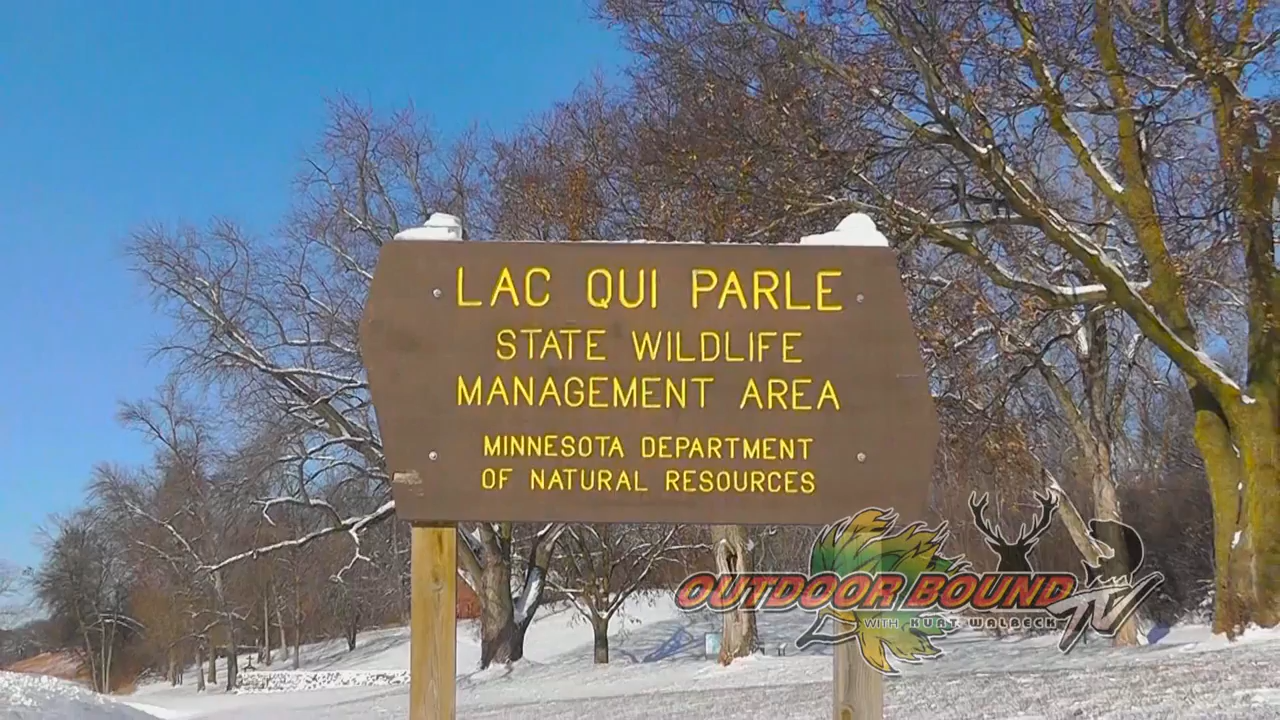 LAC QUI PARLE
STATE WILDLIFE
MANAGEMENT AREA
MINNESOTA DEPARTMENT
OF NATURAL RESOURCES
OUTDOOR BOUND
TV
WITH KURT WALBECK